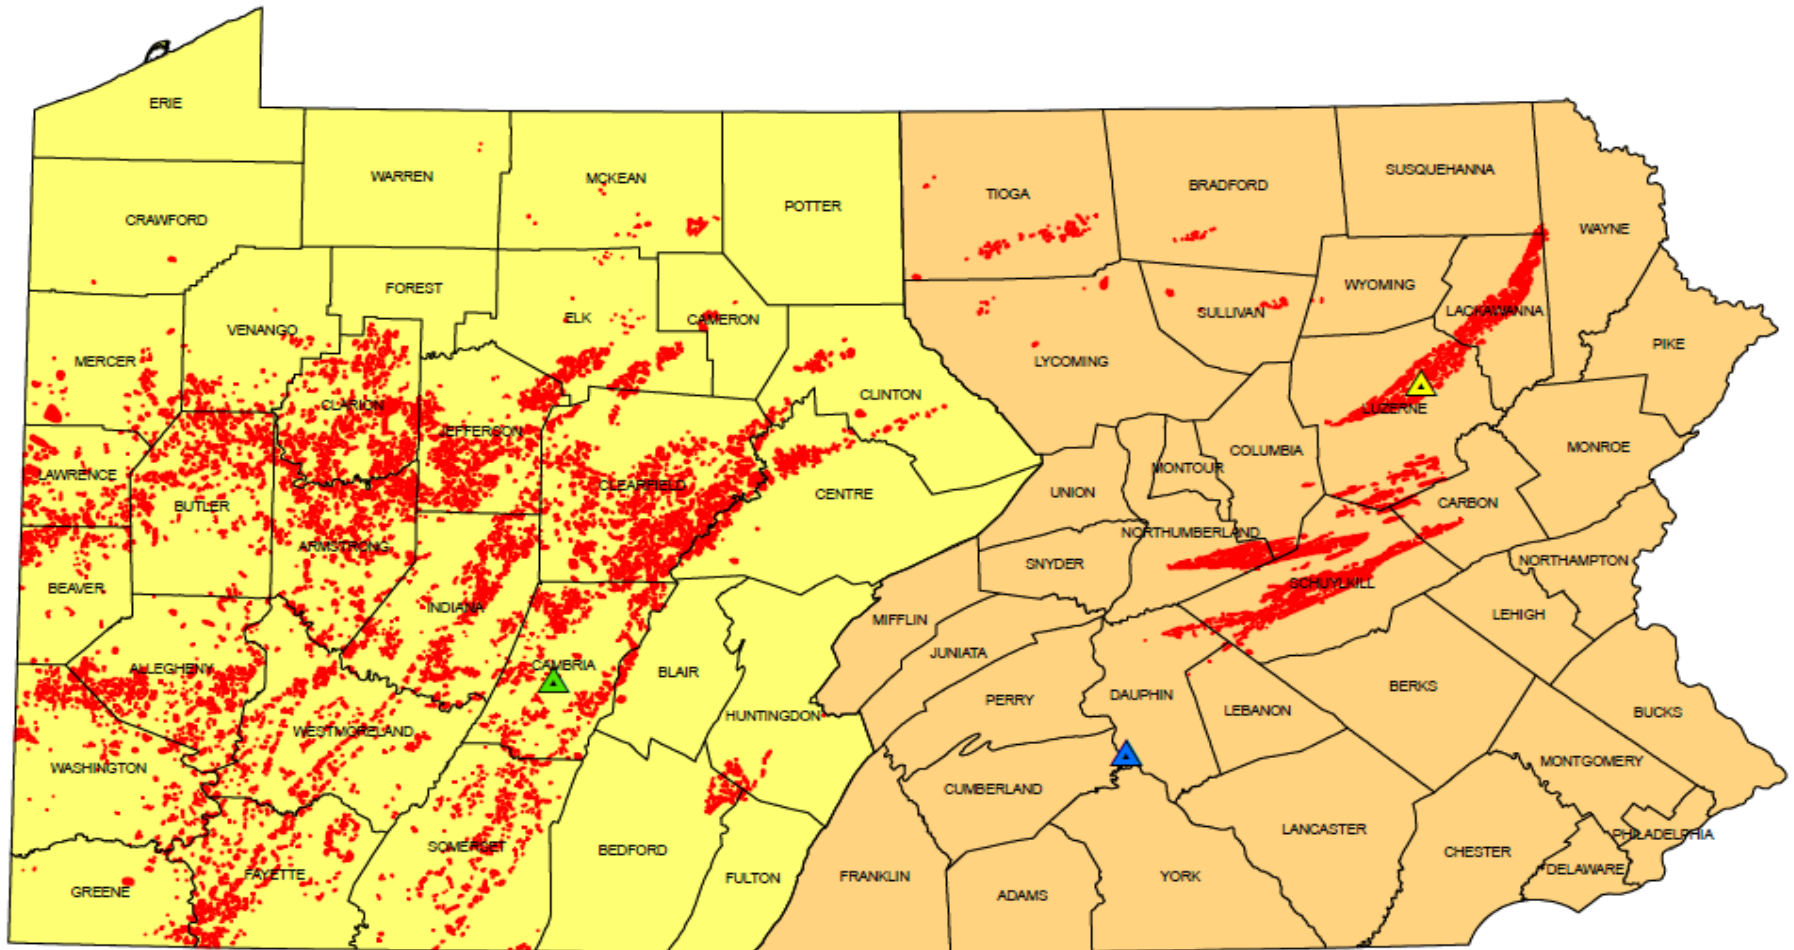 ERIE
WARREN
MCKEAN
POTTER
TIOGA
BRADFORD
SUSQUEHANNA
CRAWFORD
WAYNE
FOREST
WYOMING
VENANGO
ELK
CAMERON
SULLIVAN
LACKAWANNA
MERCER
LYCOMING
PIKE
CLARION
CLINTON
LUZERNE
JEFFERSON
COLUMBIA
MONROE
LAWRENCE
CLEARFIELD
MONTOUR
BUTLER
CENTRE
UNION
CARBON
ARMSTRONG
NORTHUMBERLAND
SNYDER
NORTHAMPTON
BEAVER
SCHUYLKILL
INDIANA
MIFFLIN
LEHIGH
ALLEGHENY
CAMBRIA
BLAIR
JUNIATA
HUNTINGDON
PERRY
DAUPHIN
BERKS
LEBANON
BUCKS
WESTMORELAND
WASHINGTON
CUMBERLAND
MONTGOMERY
SOMERSET
BEDFORD
LANCASTER
PHILADELPHIA
CHESTER
GREENE
FAYETTE
FULTON
FRANKLIN
ADAMS
YORK
DELAWARE